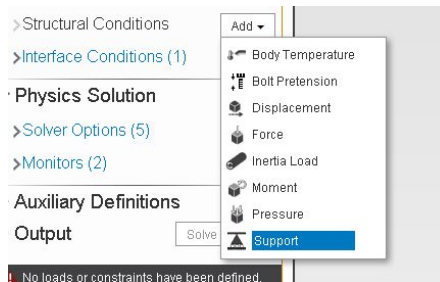 Structural Conditions
Add
Interface Conditions (1)
Body Temperature
Bolt Pretension
Physics Solution
Displacement
Solver Options (5)
Force
Monitors (2)
Inertia Load
Moment
Auxiliary Definitions
Pressure
Output
Solve
Support
No loads or constraints have been defined.